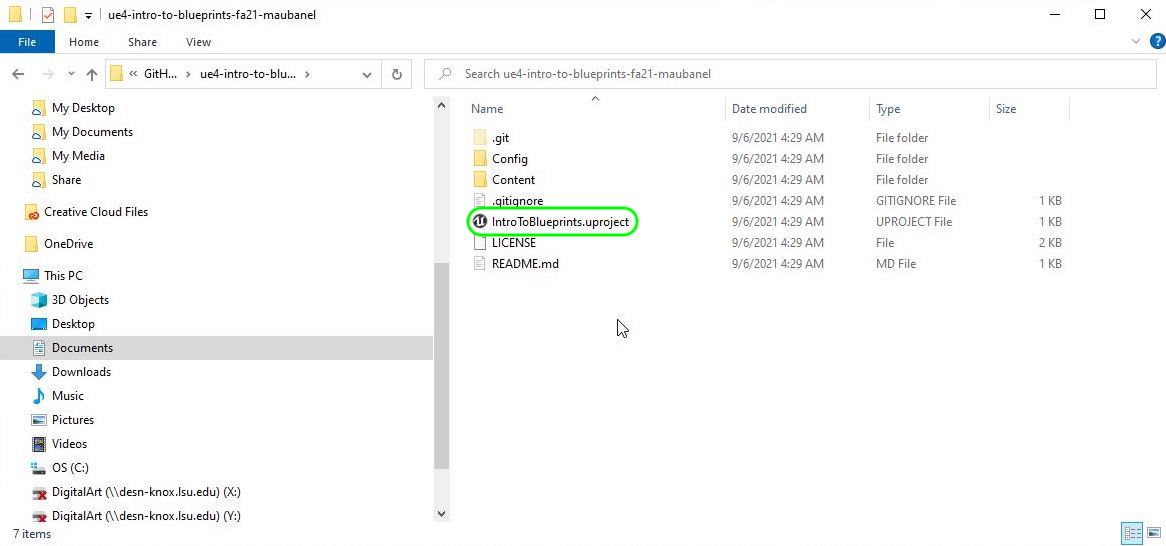 ue4-intro-to-blueprints-fa21-maubanel
File Home Share View
« GitH... > ue4-intro-to-blu... > Search ue4-intro-to-blueprints-fa21-maubanel
My Desktop
My Documents
My Media
Share
Creative Cloud Files
OneDrive
This PC
3D Objects
Desktop
Documents
Downloads
Music
Pictures
Videos
OS (C:)
DigitalArt (\\desn-knox.lsu.edu) (X:)
DigitalArt (\\desn-knox.lsu.edu) (Y:)
Name Date modified Type Size
.git 9/6/2021 4:29 AM File folder
Config 9/6/2021 4:29 AM File folder
Content 9/6/2021 4:29 AM File folder
.gitignore 9/6/2021 4:29 AM GITIGNORE File 1 KB
IntroToBlueprints.uproject 9/6/2021 4:29 AM UPROJECT File 1 KB
LICENSE 9/6/2021 4:29 AM File 2 KB
README.md 9/6/2021 4:29 AM MD File 1 KB
7 items